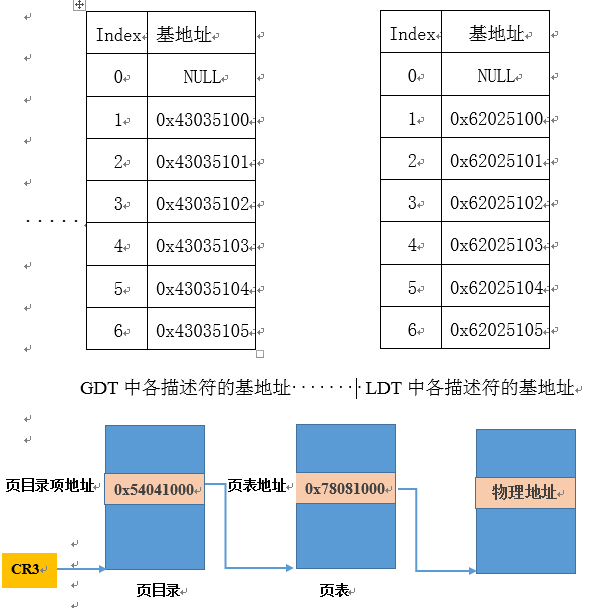 Index 基地址 Index 基地址
0 NULL 0 NULL
1 0x43035100 1 0x62025100
2 0x43035101 2 0x62025101
3 0x43035102 3 0x62025102
4 0x43035103 4 0x62025103
5 0x43035104 5 0x62025104
6 0x43035105 6 0x62025105
GDT 中各描述符的基地址 LDT 中各描述符的基地址
页目录项地址 0x54041000 页表地址 0x78081000 物理地址
CR3
页目录 页表